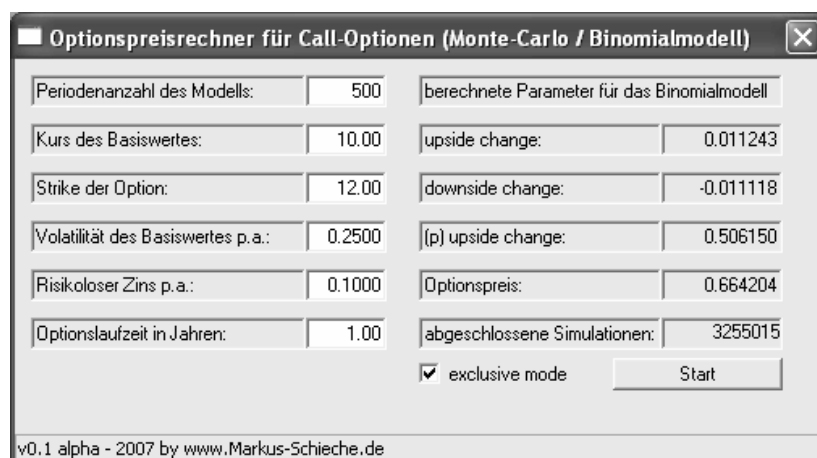 Optionspreisrechner für Call-Optionen (Monte-Carlo / Binomialmodell)
Periodenanzahl des Modells: 500
berechnete Parameter für das Binomialmodell
Kurs des Basiswertes: 10.00
upside change: 0.011243
Strike der Option: 12.00
downside change: -0.011118
Volatilität des Basiswertes p.a.: 0.2500
(p) upside change: 0.506150
Risikoloser Zins p.a.: 0.1000
Optionspreis: 0.664204
Optionslaufzeit in Jahren: 1.00
abgeschlossene Simulationen: 3255015
exclusive mode
Start
v0.1 alpha - 2007 by www.Markus-Schieche.de